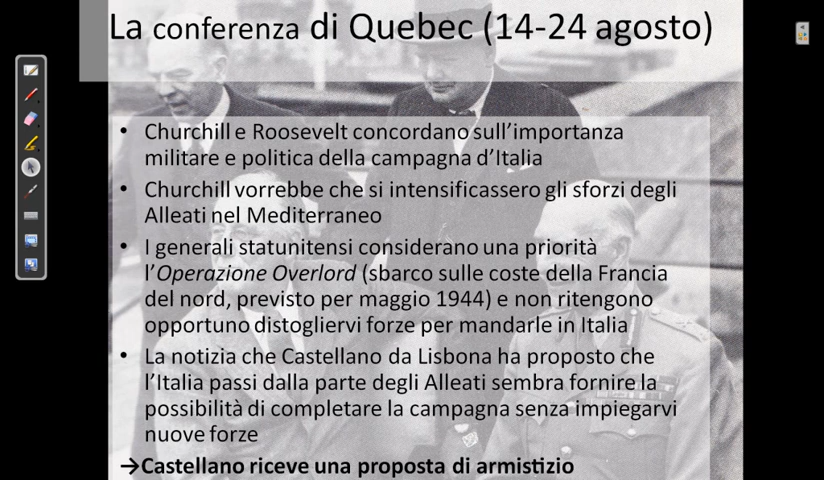 La conferenza di Quebec (14-24 agosto)
• Churchill e Roosevelt concordano sull'importanza
militare e politica della campagna d'Italia
• Churchill vorrebbe che si intensificassero gli sforzi degli
Alleati nel Mediterraneo
• I generali statunitensi considerano una priorità
l'Operazione Overlord (sbarco sulle coste della Francia
del nord, previsto per maggio 1944) e non ritengono
opportuno distogliervi forze per mandarle in Italia
• La notizia che Castellano da Lisbona ha proposto che
l'Italia passi dalla parte degli Alleati sembra fornire la
possibilità di completare la campagna senza impiegarvi
nuove forze
→Castellano riceve una proposta di armistizio